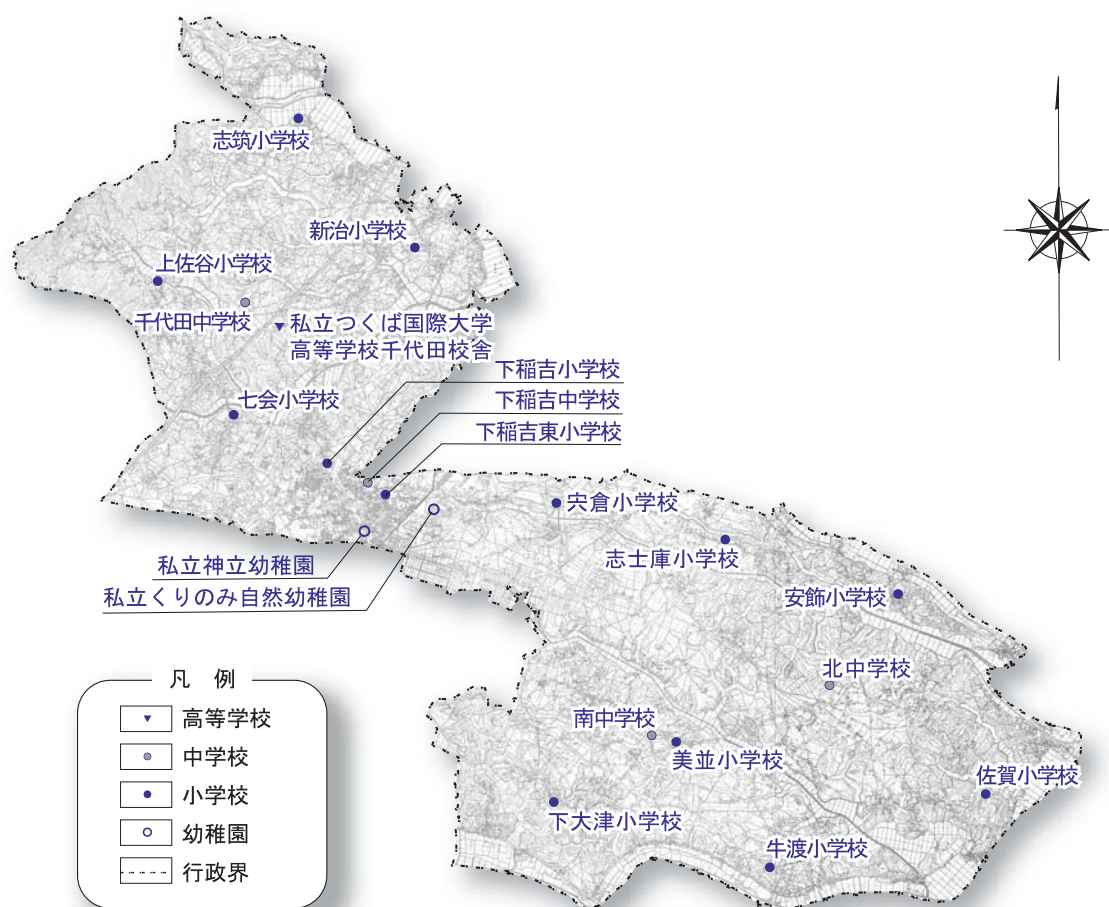 志筑小学校
新治小学校
上佐谷小学校
千代田中学校
私立つくば国際大学
高等学校千代田校舎
下稲吉小学校
七会小学校
下稲吉中学校
下稲吉東小学校
宍倉小学校
志士庫小学校
私立神立幼稚園
私立くりのみ自然幼稚園
安飾小学校
北中学校
南中学校
美並小学校
佐賀小学校
下大津小学校
牛渡小学校
凡 例
高等学校
中学校
小学校
幼稚園
行政界